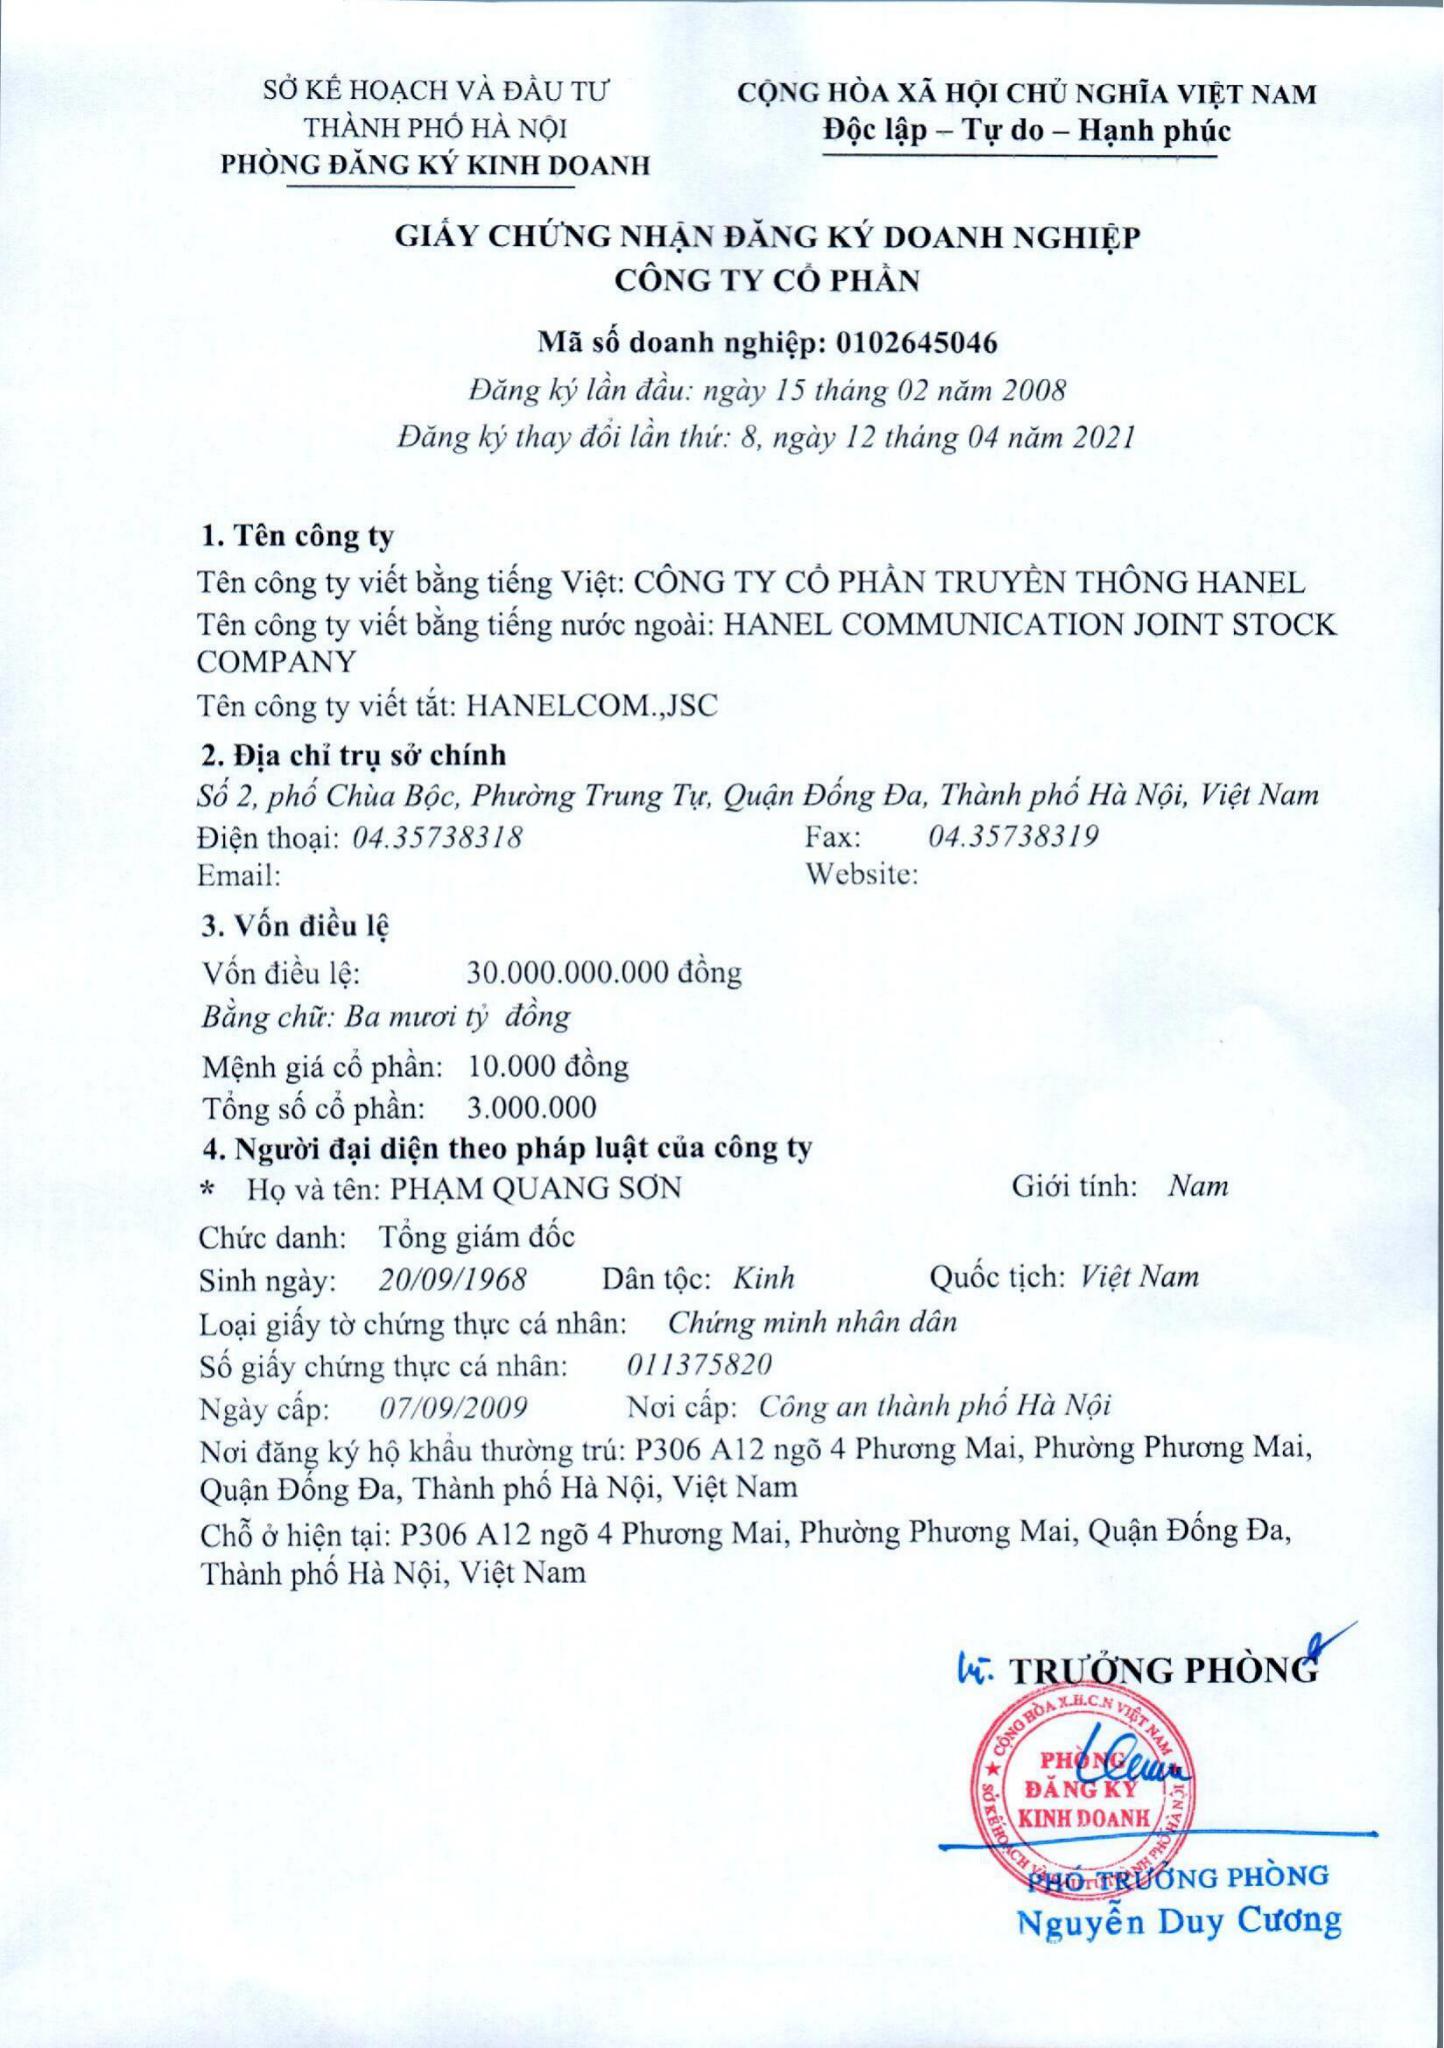 SỞ KẾ HOẠCH VÀ ĐẦU TƯ
THÀNH PHỐ HÀ NỘI
PHÒNG ĐĂNG KÝ KINH DOANH
CỘNG HÒA XÃ HỘI CHỦ NGHĨA VIỆT NAM
Độc lập – Tự do – Hạnh phúc
GIẤY CHỨNG NHẬN ĐĂNG KÝ DOANH NGHIỆP
CÔNG TY CỔ PHẦN
Mã số doanh nghiệp: 0102645046
Đăng ký lần đầu: ngày 15 tháng 02 năm 2008
Đăng ký thay đổi lần thứ: 8, ngày 12 tháng 04 năm 2021
1. Tên công ty
Tên công ty viết bằng tiếng Việt: CÔNG TY CỔ PHẦN TRUYỀN THÔNG HANEL
Tên công ty viết bằng tiếng nước ngoài: HANEL COMMUNICATION JOINT STOCK
COMPANY
Tên công ty viết tắt: HANELCOM.,JSC
2. Địa chỉ trụ sở chính
Số 2, phố Chùa Bộc, Phường Trung Tự, Quận Đống Đa, Thành phố Hà Nội, Việt Nam
Điện thoại: 04.35738318 Fax: 04.35738319
Email: Website:
3. Vốn điều lệ
Vốn điều lệ: 30.000.000.000 đồng
Bằng chữ: Ba mươi tỷ đồng
Mệnh giá cổ phần: 10.000 đồng
Tổng số cổ phần: 3.000.000
4. Người đại diện theo pháp luật của công ty
* Họ và tên: PHẠM QUANG SƠN Giới tính: Nam
Chức danh: Tổng giám đốc
Sinh ngày: 20/09/1968 Dân tộc: Kinh Quốc tịch: Việt Nam
Loại giấy tờ chứng thực cá nhân: Chứng minh nhân dân
Số giấy chứng thực cá nhân: 011375820
Ngày cấp: 07/09/2009 Nơi cấp: Công an thành phố Hà Nội
Nơi đăng ký hộ khẩu thường trú: P306 A12 ngõ 4 Phương Mai, Phường Phương Mai,
Quận Đống Đa, Thành phố Hà Nội, Việt Nam
Chỗ ở hiện tại: P306 A12 ngõ 4 Phương Mai, Phường Phương Mai, Quận Đống Đa,
Thành phố Hà Nội, Việt Nam
TRƯỞNG PHÒNG
CỘNG HÒA X.H.C.N VIỆT NAM
PHÒNG
ĐĂNG KÝ
KINH DOANH
SỞ KẾ HOẠCH VÀ ĐẦU TƯ THÀNH PHỐ HÀ NỘI
PHÓ TRƯỞNG PHÒNG
Nguyễn Duy Cương